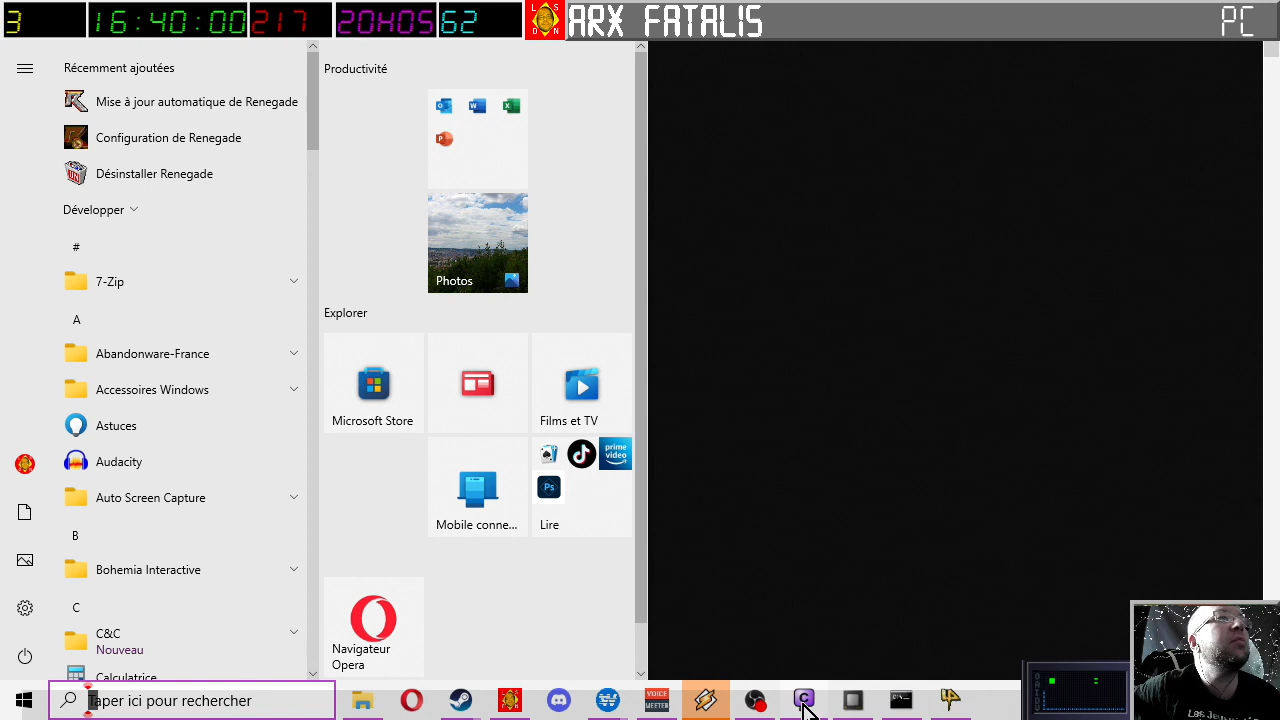 3 16:40:00 217 20H05 62 LSDN ARX FATALIS PC
Récemment ajoutées
Mise à jour automatique de Renegade
Configuration de Renegade
Désinstaller Renegade
Développer
#
7-Zip
A
Abandonware-France
Accessoires Windows
Astuces
Audacity
Auto Screen Capture
B
Bohemia Interactive
C
C&C
Nouveau
Calculatrice
Productivité
Photos
Explorer
Microsoft Store
Films et TV
Mobile conne...
prime video
Ps
Lire
Navigateur
Opera
Taper ici pour rechercher
VOICE
MEETER